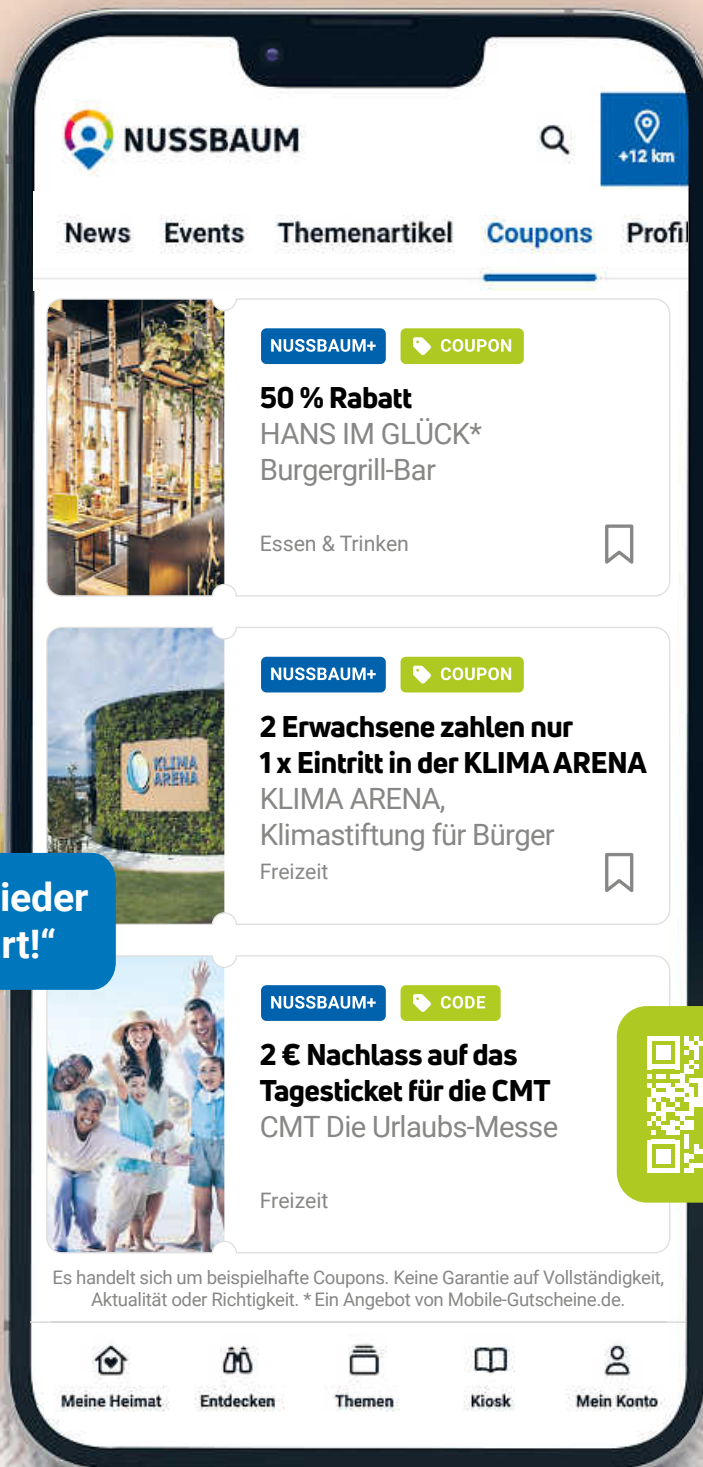 NUSSBAUM
+12 km
News Events Themenartikel Coupons Profil
NUSSBAUM+ COUPON
50 % Rabatt
HANS IM GLÜCK*
Burgergrill-Bar
Essen & Trinken
NUSSBAUM+ COUPON
KLIMA
ARENA
2 Erwachsene zahlen nur
1 x Eintritt in der KLIMA ARENA
KLIMA ARENA,
Klimastiftung für Bürger
Freizeit
ieder
rt!“
NUSSBAUM+ CODE
2 € Nachlass auf das
Tagesticket für die CMT
CMT Die Urlaubs-Messe
Freizeit
Es handelt sich um beispielhafte Coupons. Keine Garantie auf Vollständigkeit,
Aktualität oder Richtigkeit. * Ein Angebot von Mobile-Gutscheine.de.
Meine Heimat Entdecken Themen Kiosk Mein Konto